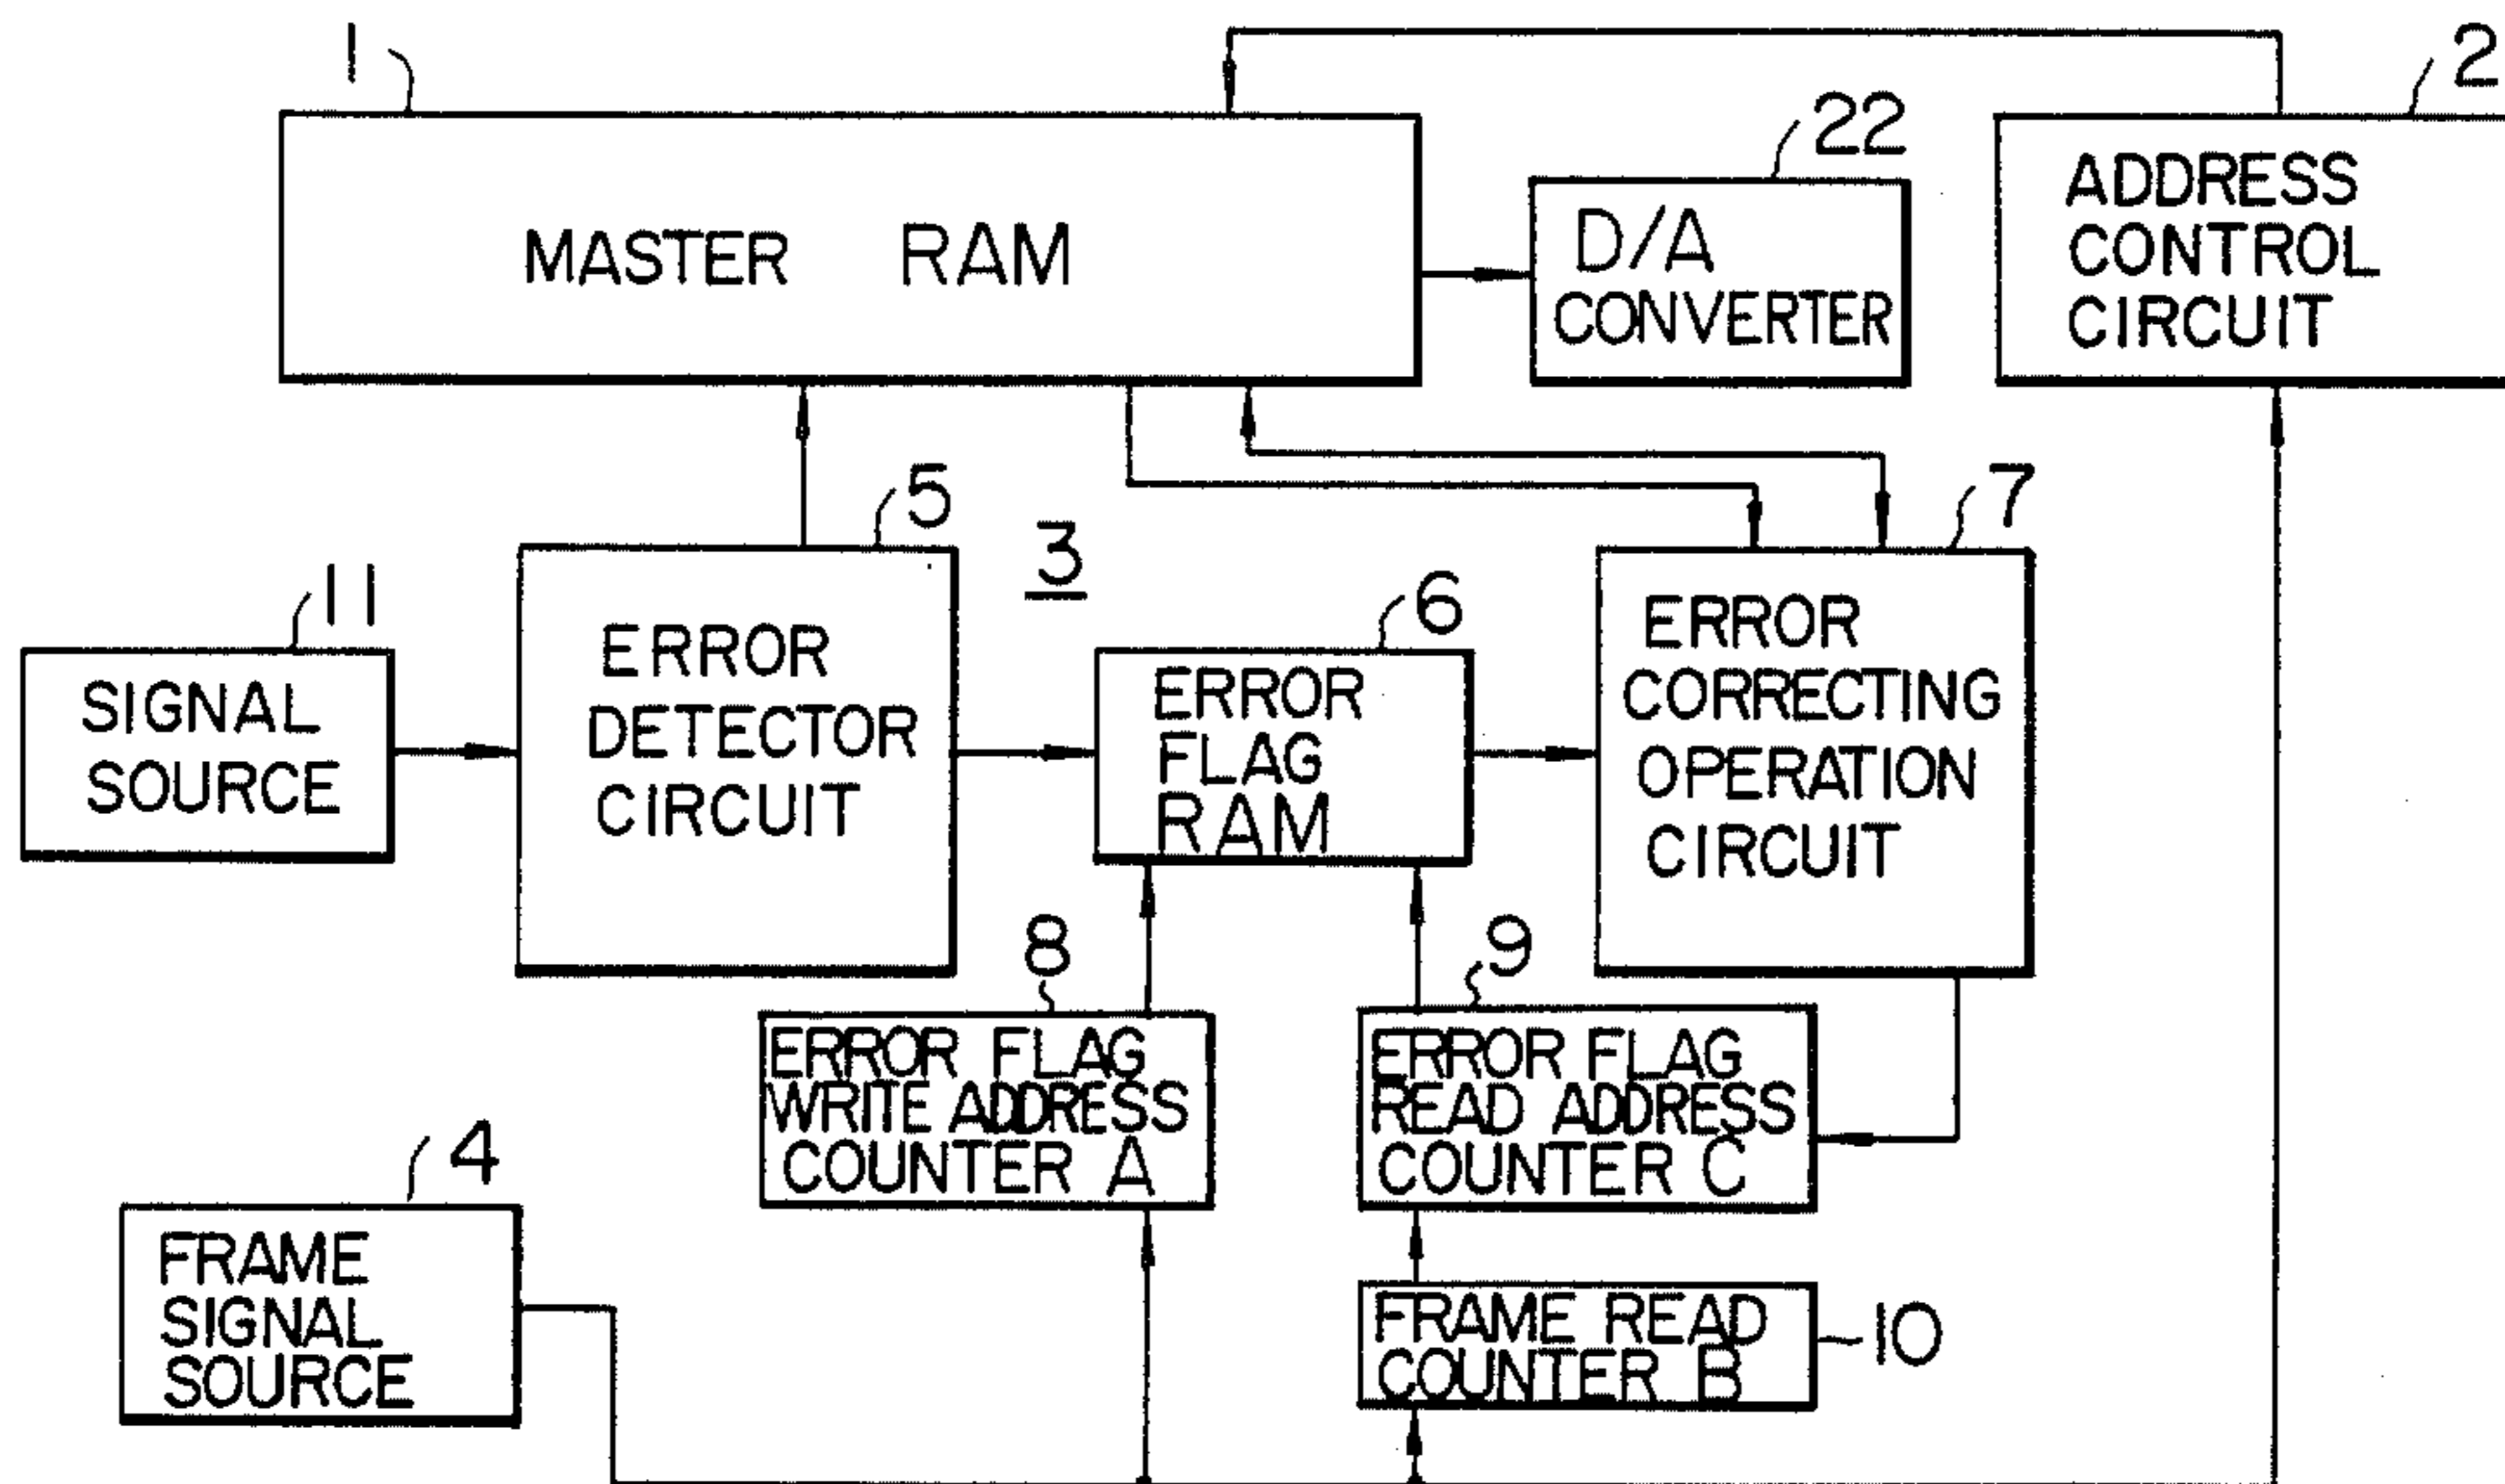 1
2
22
MASTER RAM
D/A
CONVERTER
ADDRESS
CONTROL
CIRCUIT
5
3
7
11
6
SIGNAL
SOURCE
ERROR
DETECTOR
CIRCUIT
ERROR
FLAG
RAM
ERROR
CORRECTING
OPERATION
CIRCUIT
8
9
ERROR FLAG
WRITE ADDRESS
COUNTER A
ERROR FLAG
READ ADDRESS
COUNTER C
4
FRAME
SIGNAL
SOURCE
FRAME READ
COUNTER B
10